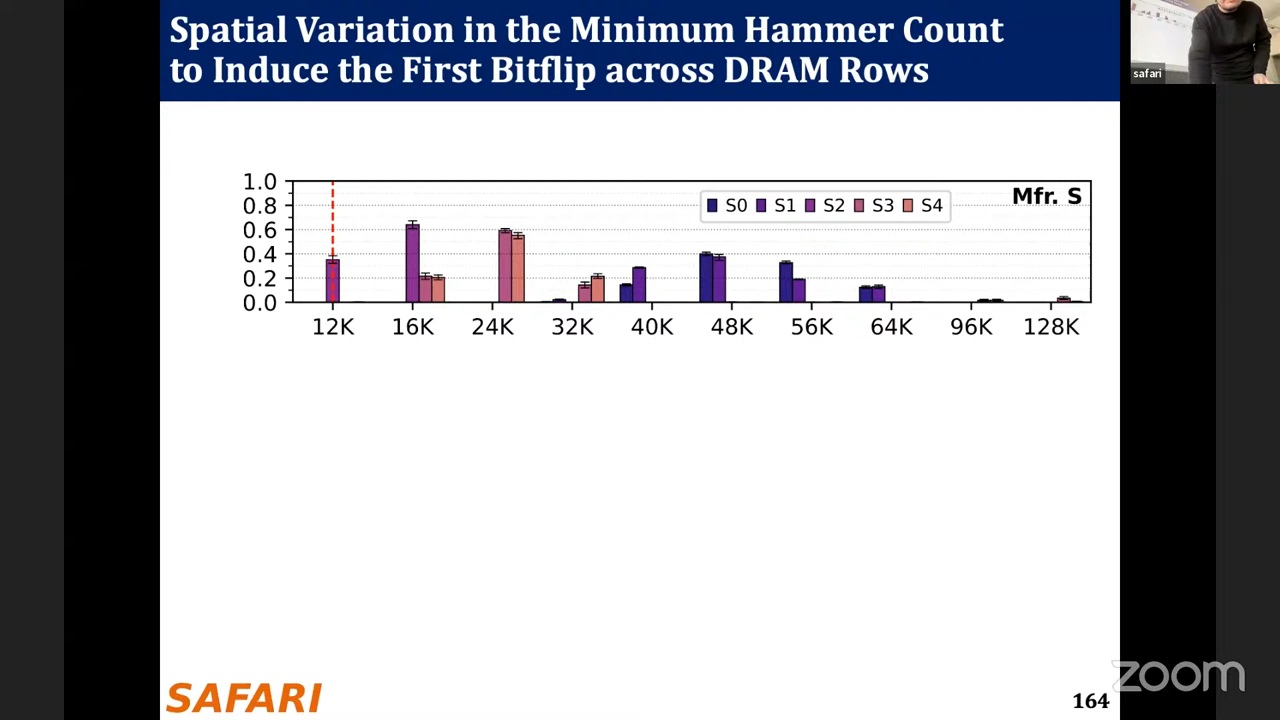 Spatial Variation in the Minimum Hammer Count
to Induce the First Bitflip across DRAM Rows
safari
1.0
0.8
0.6
0.4
0.2
0.0
S0 S1 S2 S3 S4
Mfr. S
12K 16K 24K 32K 40K 48K 56K 64K 96K 128K
SAFARI
164
zoom